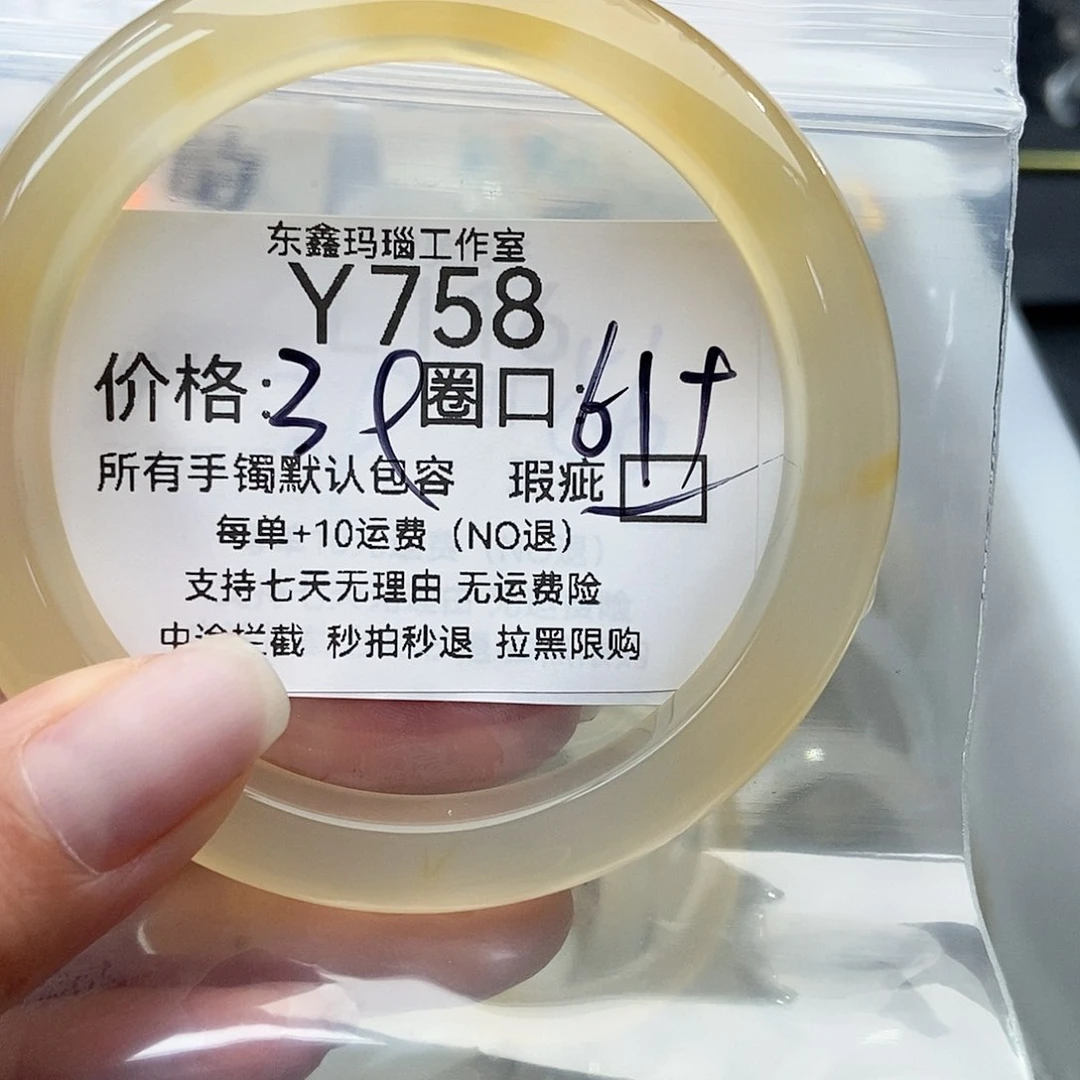 东鑫玛瑙工作室
Y758
价格: 圈口:61+
所有手镯默认包容 瑕疵
每单+10运费（NO退）
支持七天无理由 无运费险
中途拦截 秒拍秒退 拉黑限购